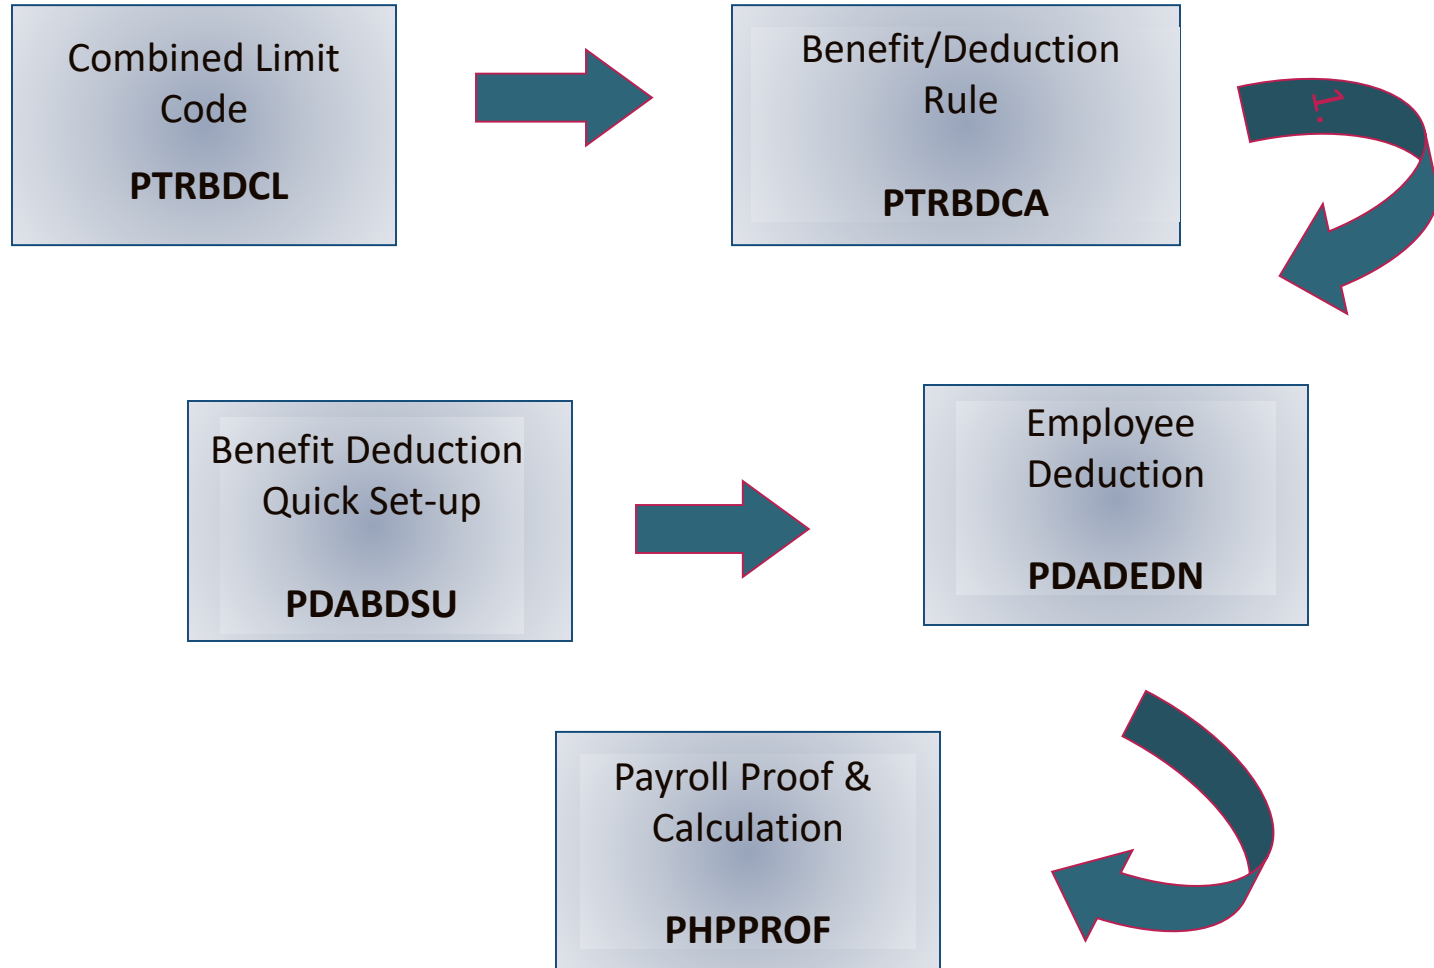 Combined Limit
Code
PTRBDCL
Benefit/Deduction
Rule
PTRBDCA
1.
Benefit Deduction
Quick Set-up
PDABDSU
Employee
Deduction
PDADEDN
Payroll Proof &
Calculation
PHPPROF